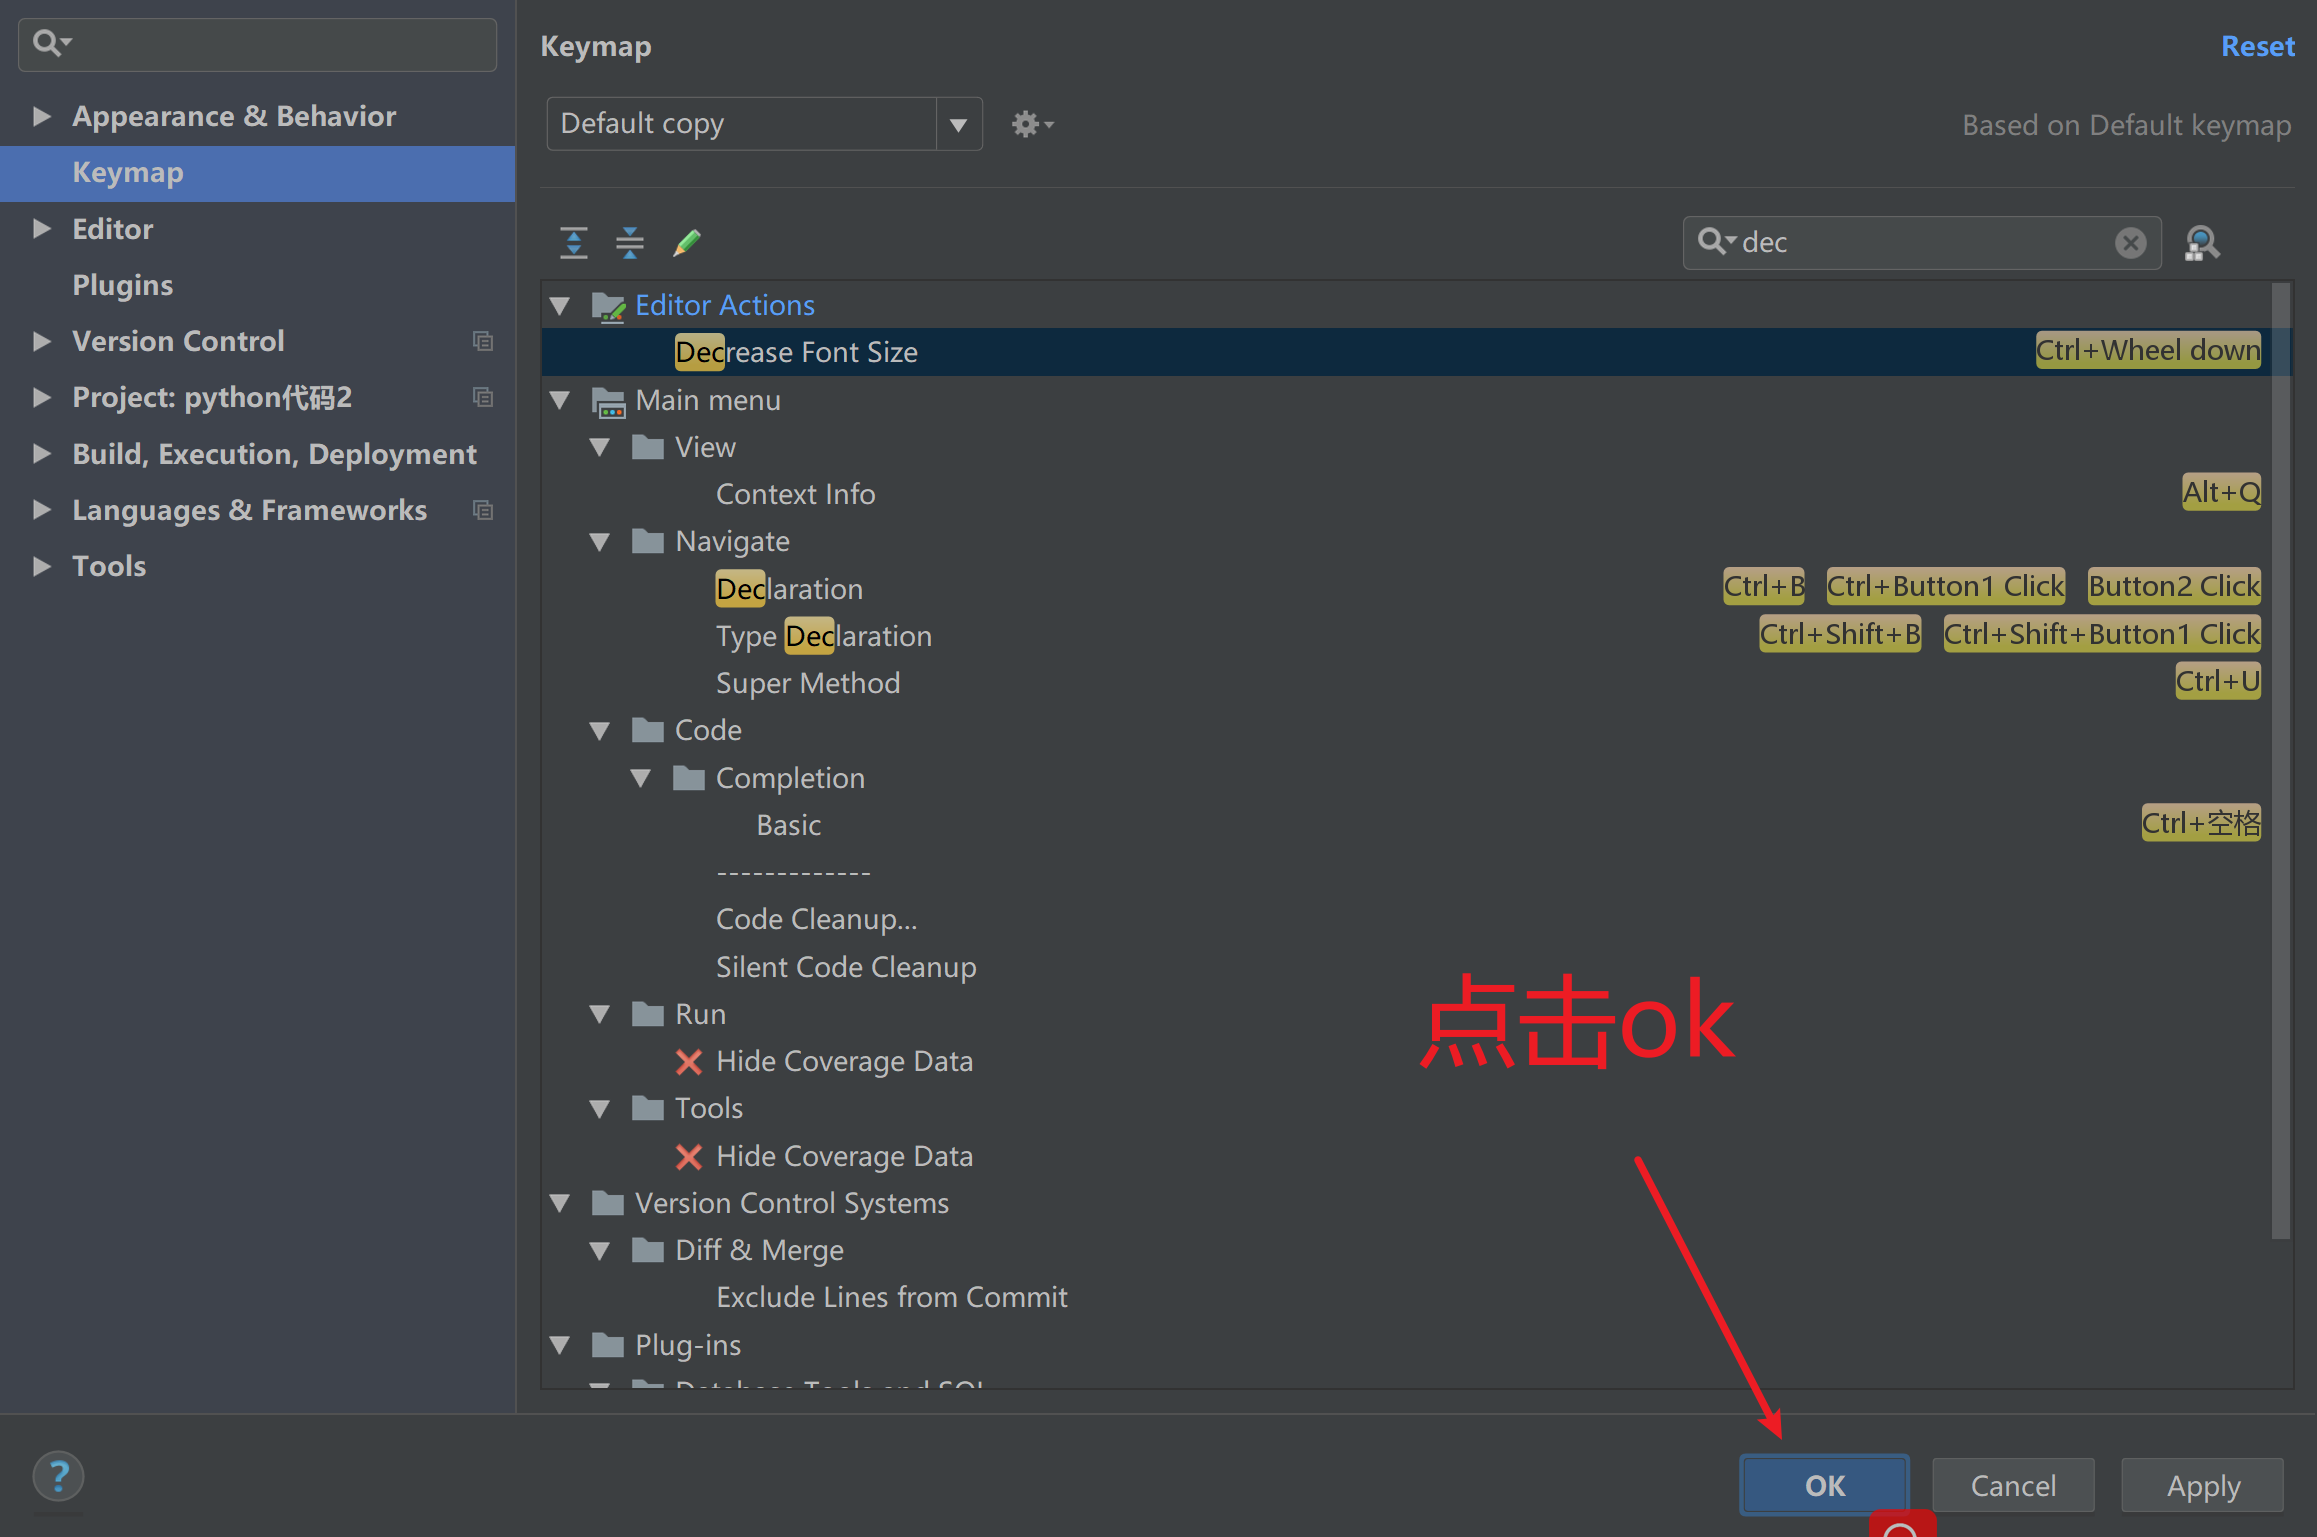 Keymap
Reset
Appearance & Behavior
Keymap
Editor
Plugins
Version Control
Project: python代码2
Build, Execution, Deployment
Languages & Frameworks
Tools
Default copy
Based on Default keymap
dec
Editor Actions
Decrease Font Size Ctrl+Wheel down
Main menu
View
Context Info Alt+Q
Navigate
Declaration Ctrl+B Ctrl+Button1 Click Button2 Click
Type Declaration Ctrl+Shift+B Ctrl+Shift+Button1 Click
Super Method Ctrl+U
Code
Completion
Basic Ctrl+空格
-------------
Code Cleanup...
Silent Code Cleanup
Run
Hide Coverage Data
Tools
Hide Coverage Data
Version Control Systems
Diff & Merge
Exclude Lines from Commit
Plug-ins
Database Tools and SQL
点击ok
?
OK Cancel Apply